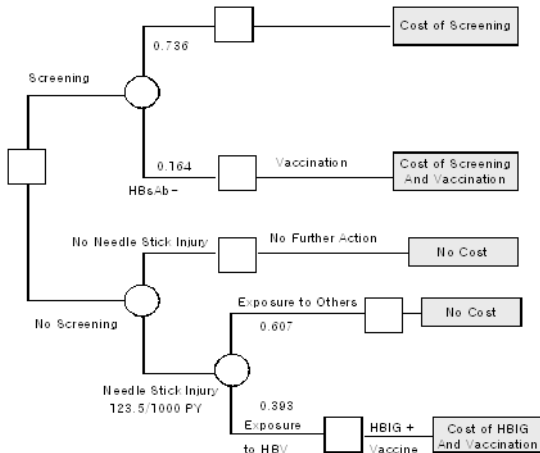 0.736
Cost of Screening
Screening
0.164
HBsAb-
Vaccination
Cost of Screening
And Vaccination
No Needle Stick Injury
No Further Action
No Cost
No Screening
Exposure to Others
0.607
No Cost
Needle Stick Injury
123.5/1000 PY
0.393
Exposure
to HBV
HBIG +
Vaccine
Cost of HBIG
And Vaccination